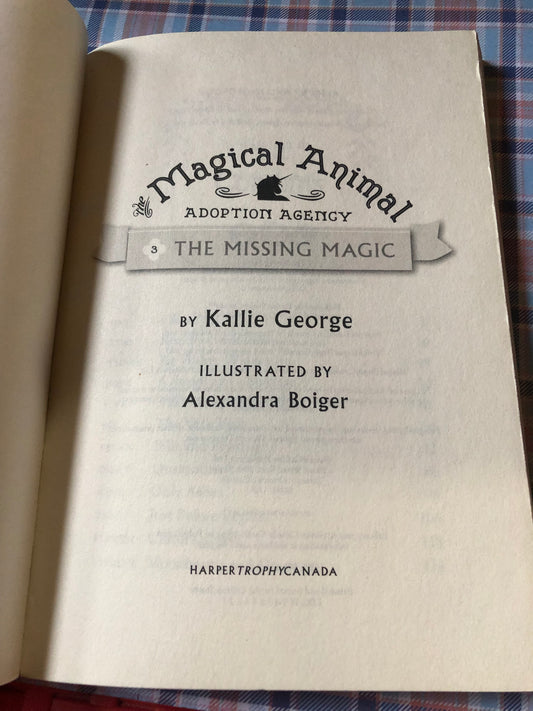 The Magical Animal
ADOPTION AGENCY
3 THE MISSING MAGIC
BY Kallie George
ILLUSTRATED BY
Alexandra Boiger
HARPERTROPHYCANADA